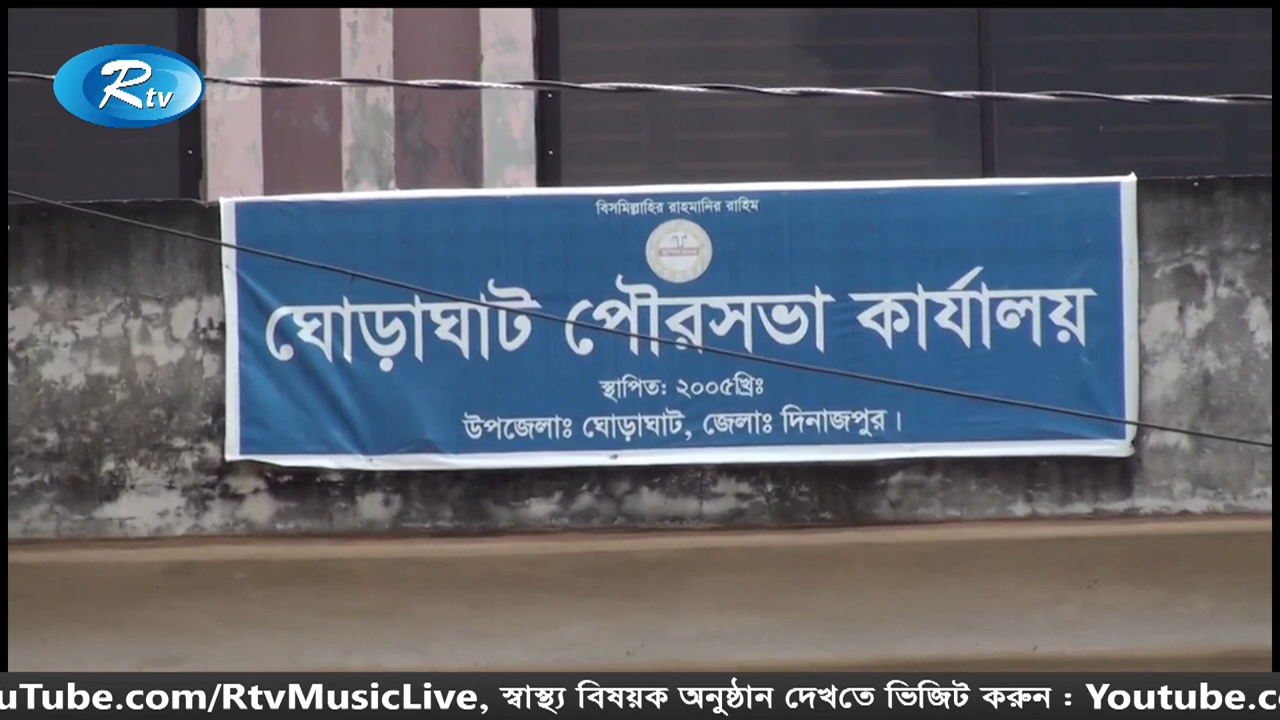 Rtv
বিসমিল্লাহির রাহমানির রাহিম
ঘোড়াঘাট পৌরসভা কার্যালয়
স্থাপিত: ২০০৫খ্রিঃ
উপজেলাঃ ঘোড়াঘাট, জেলাঃ দিনাজপুর।
uTube.com/RtvMusicLive, স্বাস্থ্য বিষয়ক অনুষ্ঠান দেখতে ভিজিট করুন : Youtube.c